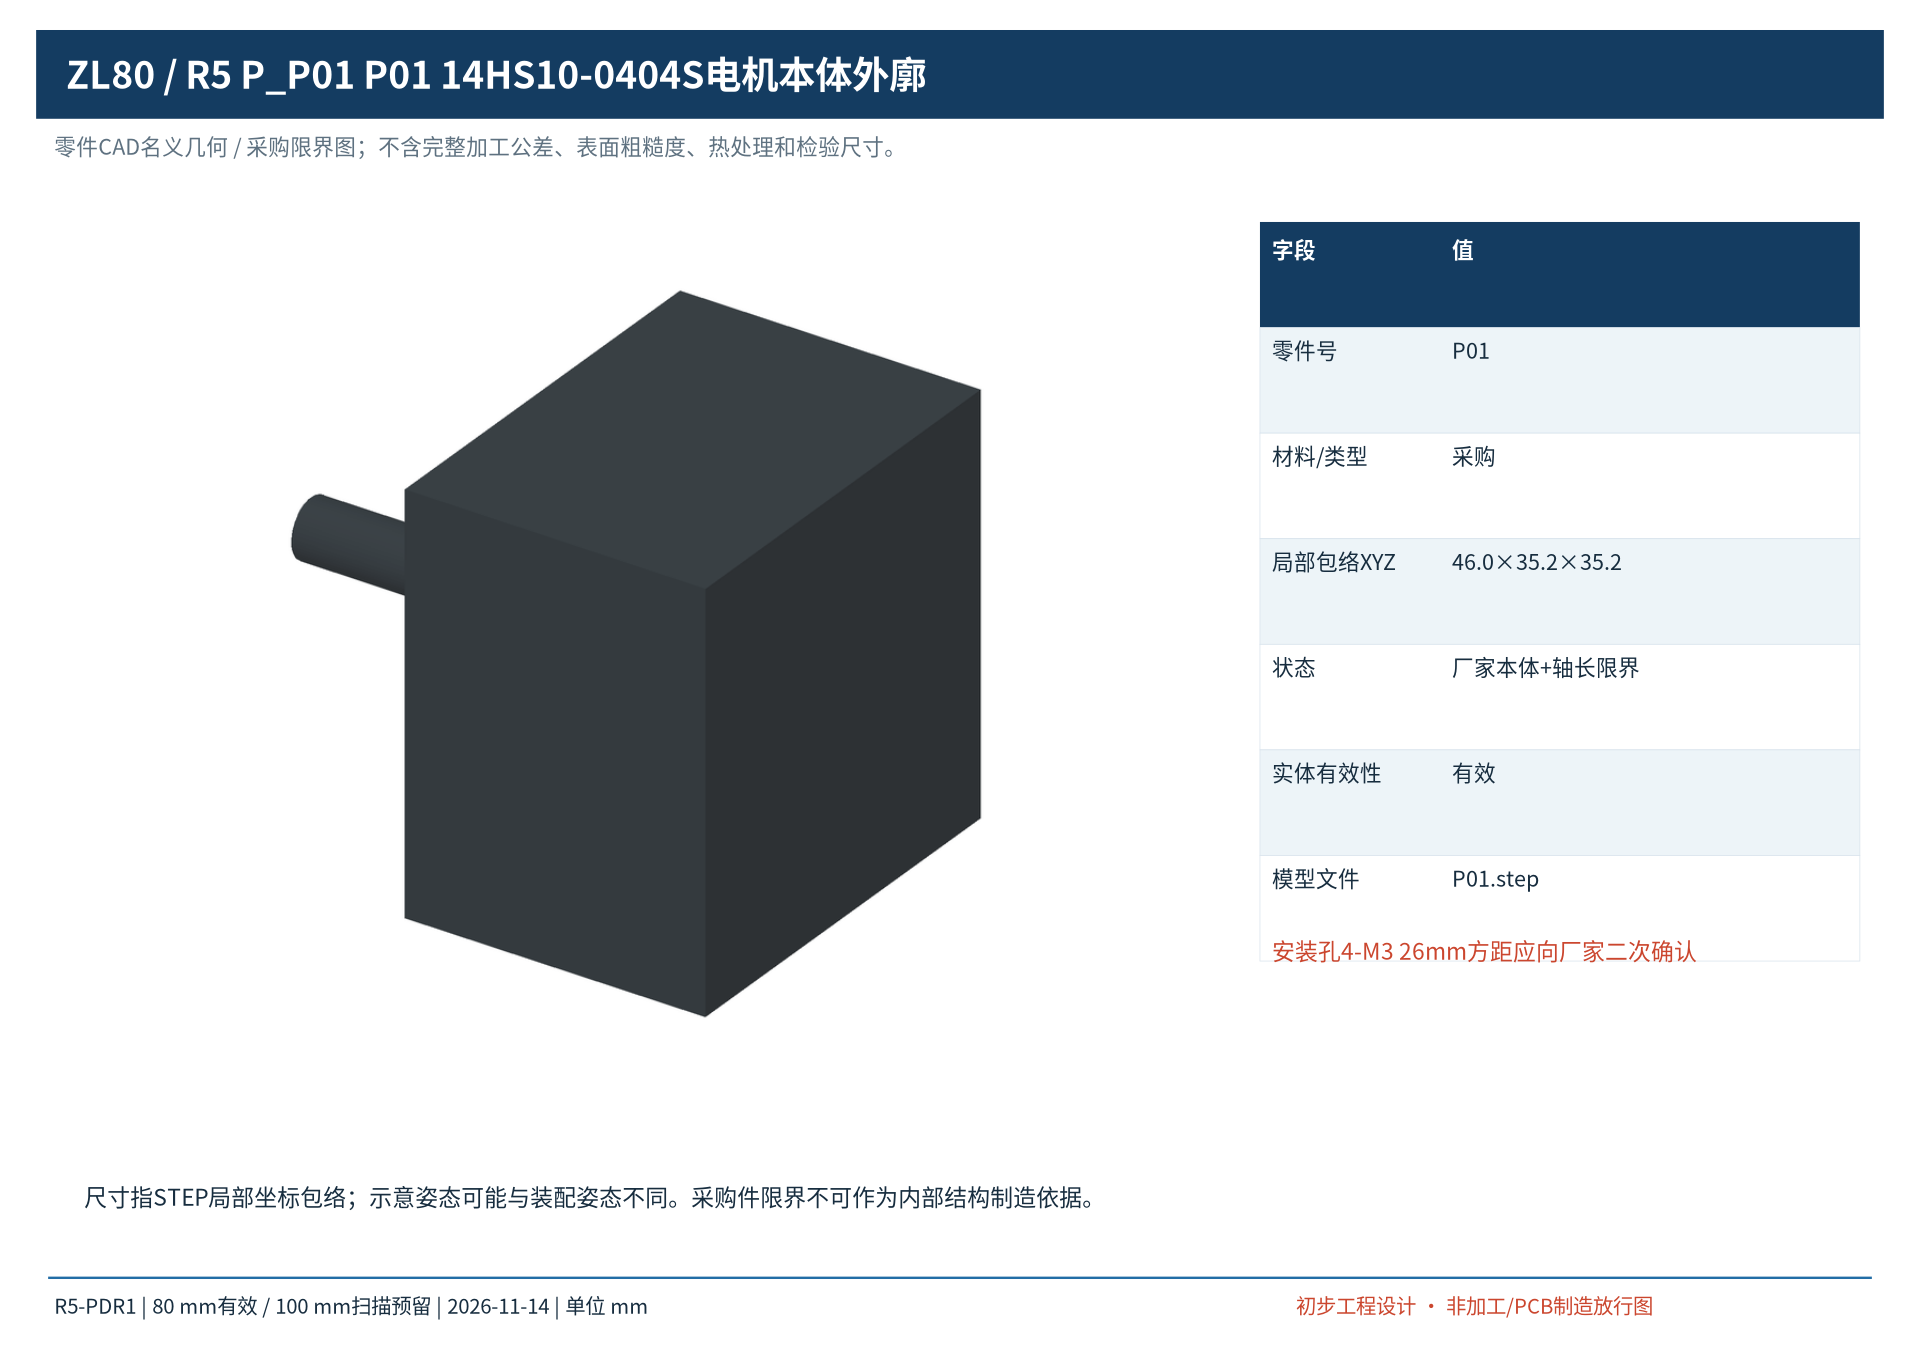 ZL80 / R5 P_P01 P01 14HS10-0404S电机本体外廓
零件CAD名义几何 / 采购限界图；不含完整加工公差、表面粗糙度、热处理和检验尺寸。
字段 值
零件号 P01
材料/类型 采购
局部包络XYZ 46.0×35.2×35.2
状态 厂家本体+轴长限界
实体有效性 有效
模型文件 P01.step
安装孔4-M3 26mm方距应向厂家二次确认
尺寸指STEP局部坐标包络；示意姿态可能与装配姿态不同。采购件限界不可作为内部结构制造依据。
R5-PDR1 | 80 mm有效 / 100 mm扫描预留 | 2026-11-14 | 单位 mm
初步工程设计 · 非加工/PCB制造放行图